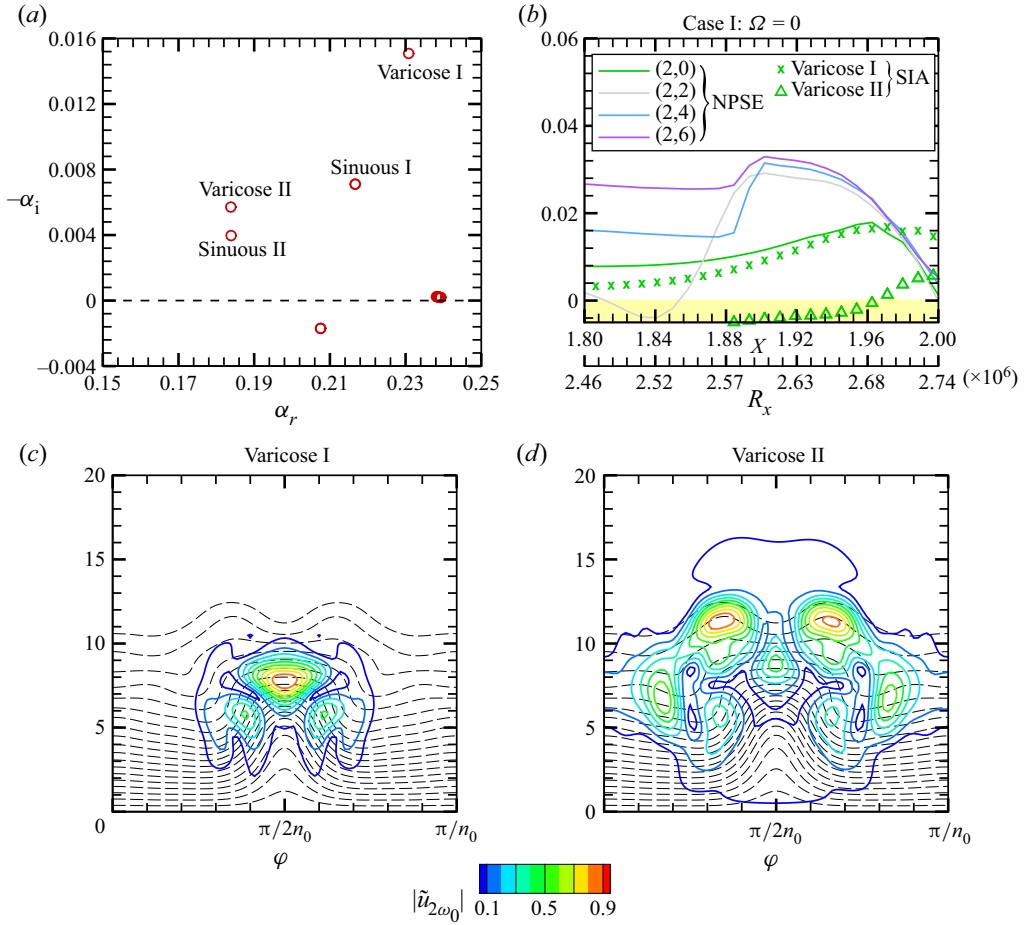 (a)
0.016
0.012
0.008
0.004
0
−0.004
−αi
Varicose I
Sinuous I
Varicose II
Sinuous II
0.15 0.17 0.19 0.21 0.23 0.25
αr
(b)
Case I: Ω = 0
0.06
0.04
0.02
0
(2,0)
(2,2)
(2,4)
(2,6)
NPSE
Varicose I
Varicose II
SIA
1.80 1.84 1.88 1.92 1.96 2.00
X
2.46 2.52 2.57 2.63 2.68 2.74 (×10⁶)
Rx
(c)
Varicose I
20
15
10
5
0
π/2n₀ π/n₀
φ
(d)
Varicose II
20
15
10
5
0
π/2n₀ π/n₀
φ
|ũ2ω₀|
0.1 0.5 0.9